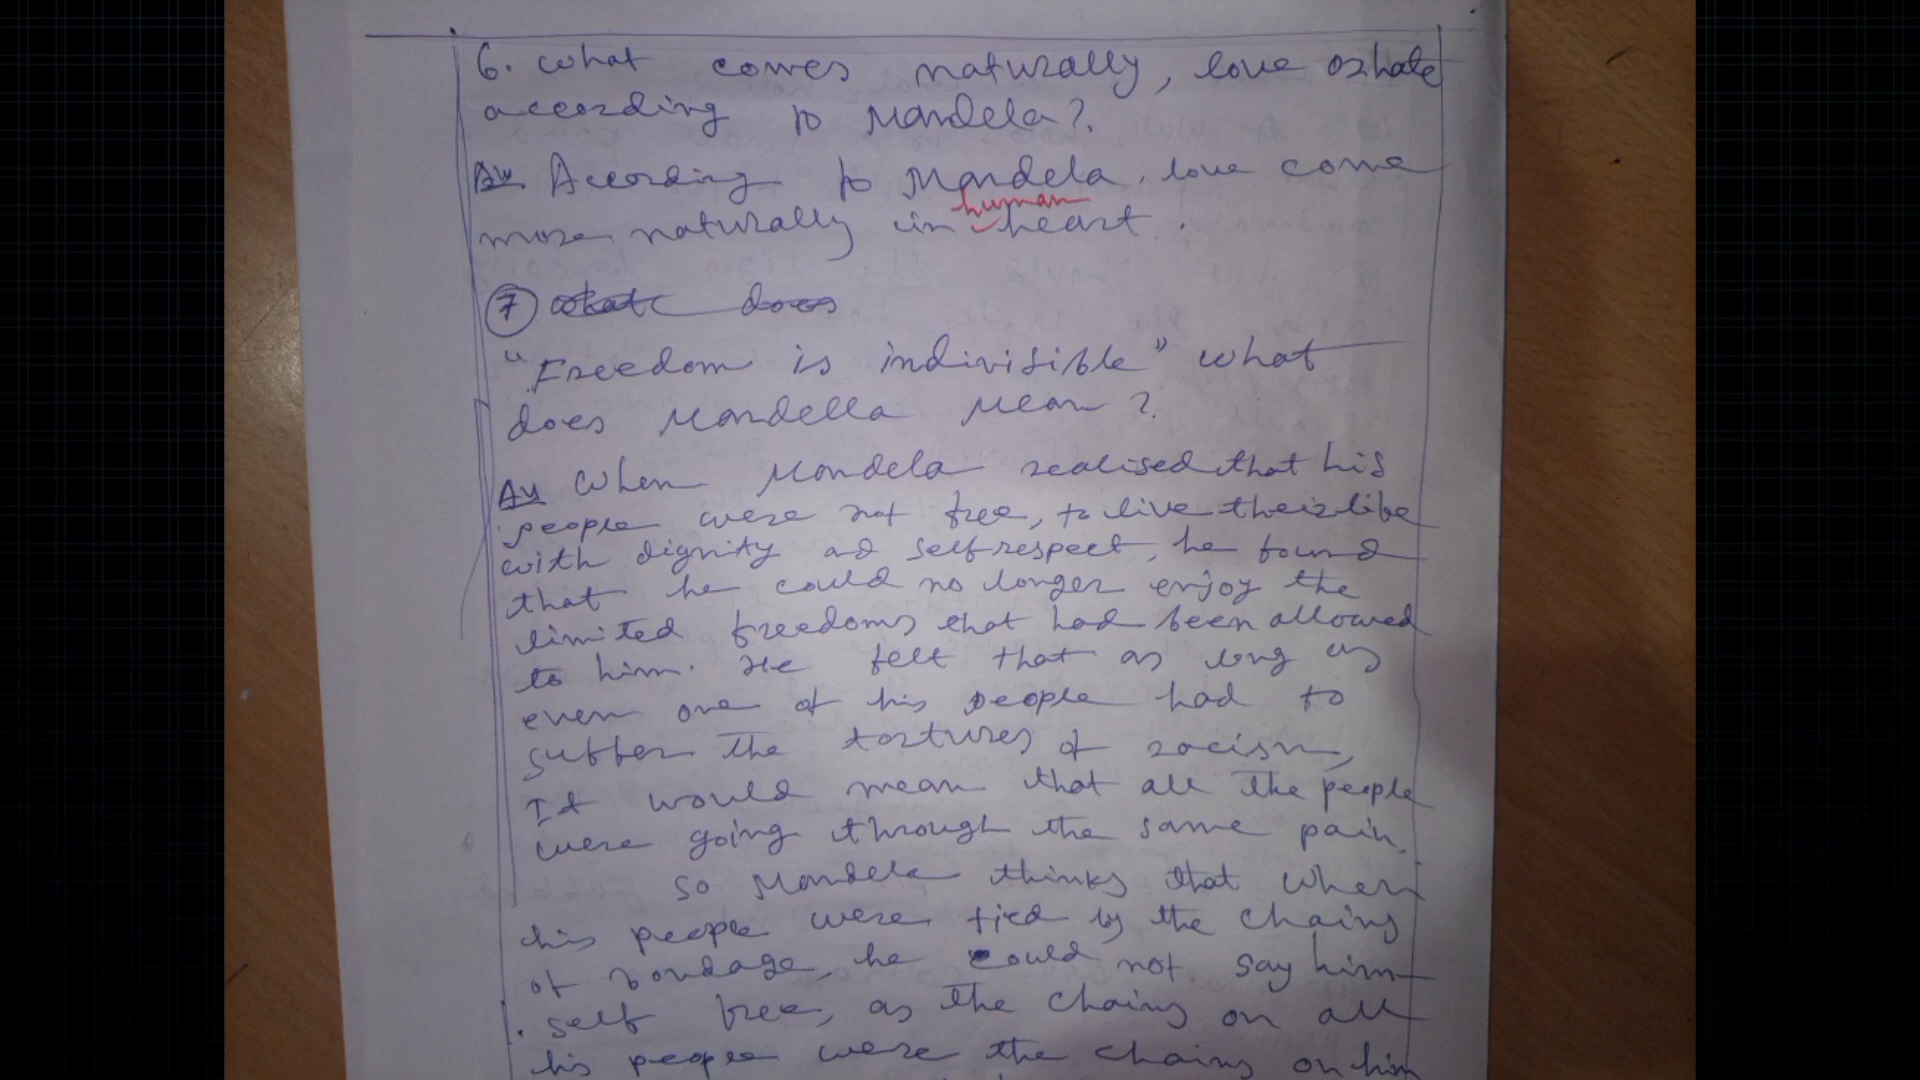 6. What comes naturally, love or hate
according to Mandela?
Ans. According to Mandela, love come
more naturally in human heart.
7 What does
"Freedom is indivisible" what
does Mandella Mean?
Ans When Mandela realised that his
people were not free, to live their life
with dignity ad self respect, he found
that he could no longer enjoy the
limited freedoms that had been allowed
to him. He felt that as long as
even one of his people had to
suffer the tortures of racism,
It would mean that all the people
were going through the same pain.
So Mandela thinks that when
his people were tied by the chains
of bondage, he could not say him-
self free, as the chains on all
his people were the chains on him